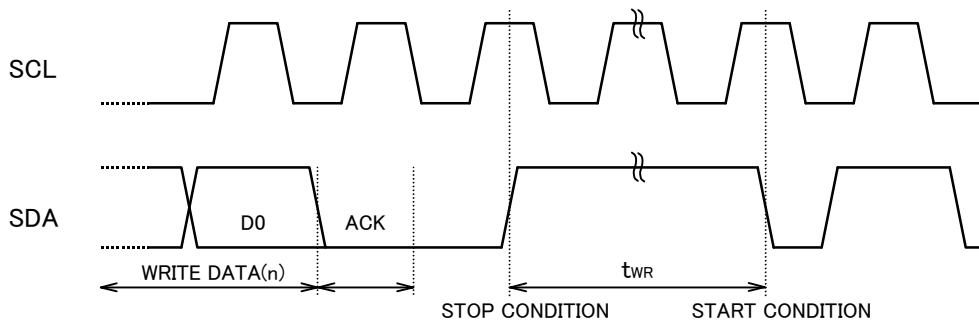 SCL
SDA
D0
ACK
WRITE DATA(n)
tWR
STOP CONDITION
START CONDITION